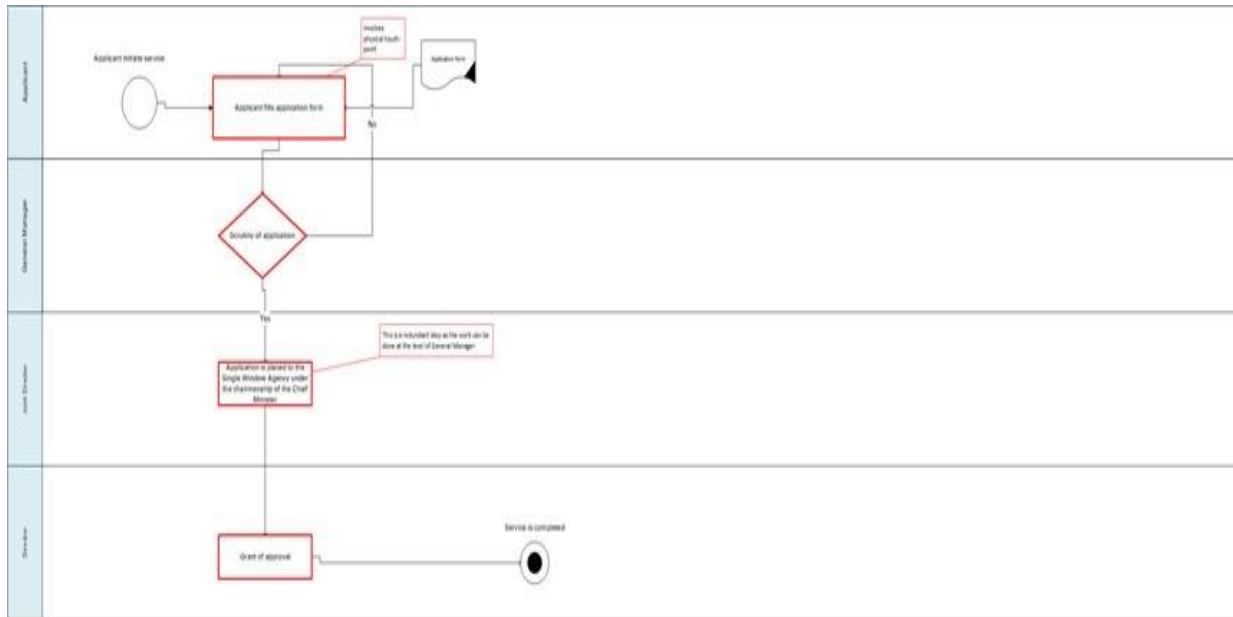 Applicant
Applicant initiate service
Involves
physical touch-
point
Application form
Applicant fills application form
No
General Manager
Scrutiny of application
Yes
Joint Director
This is a redundant step as the work can be
done at the level of General Manager
Application is placed to the
Single Window Agency under
the chairmanship of the Chief
Minister
Director
Grant of approval
Service is completed